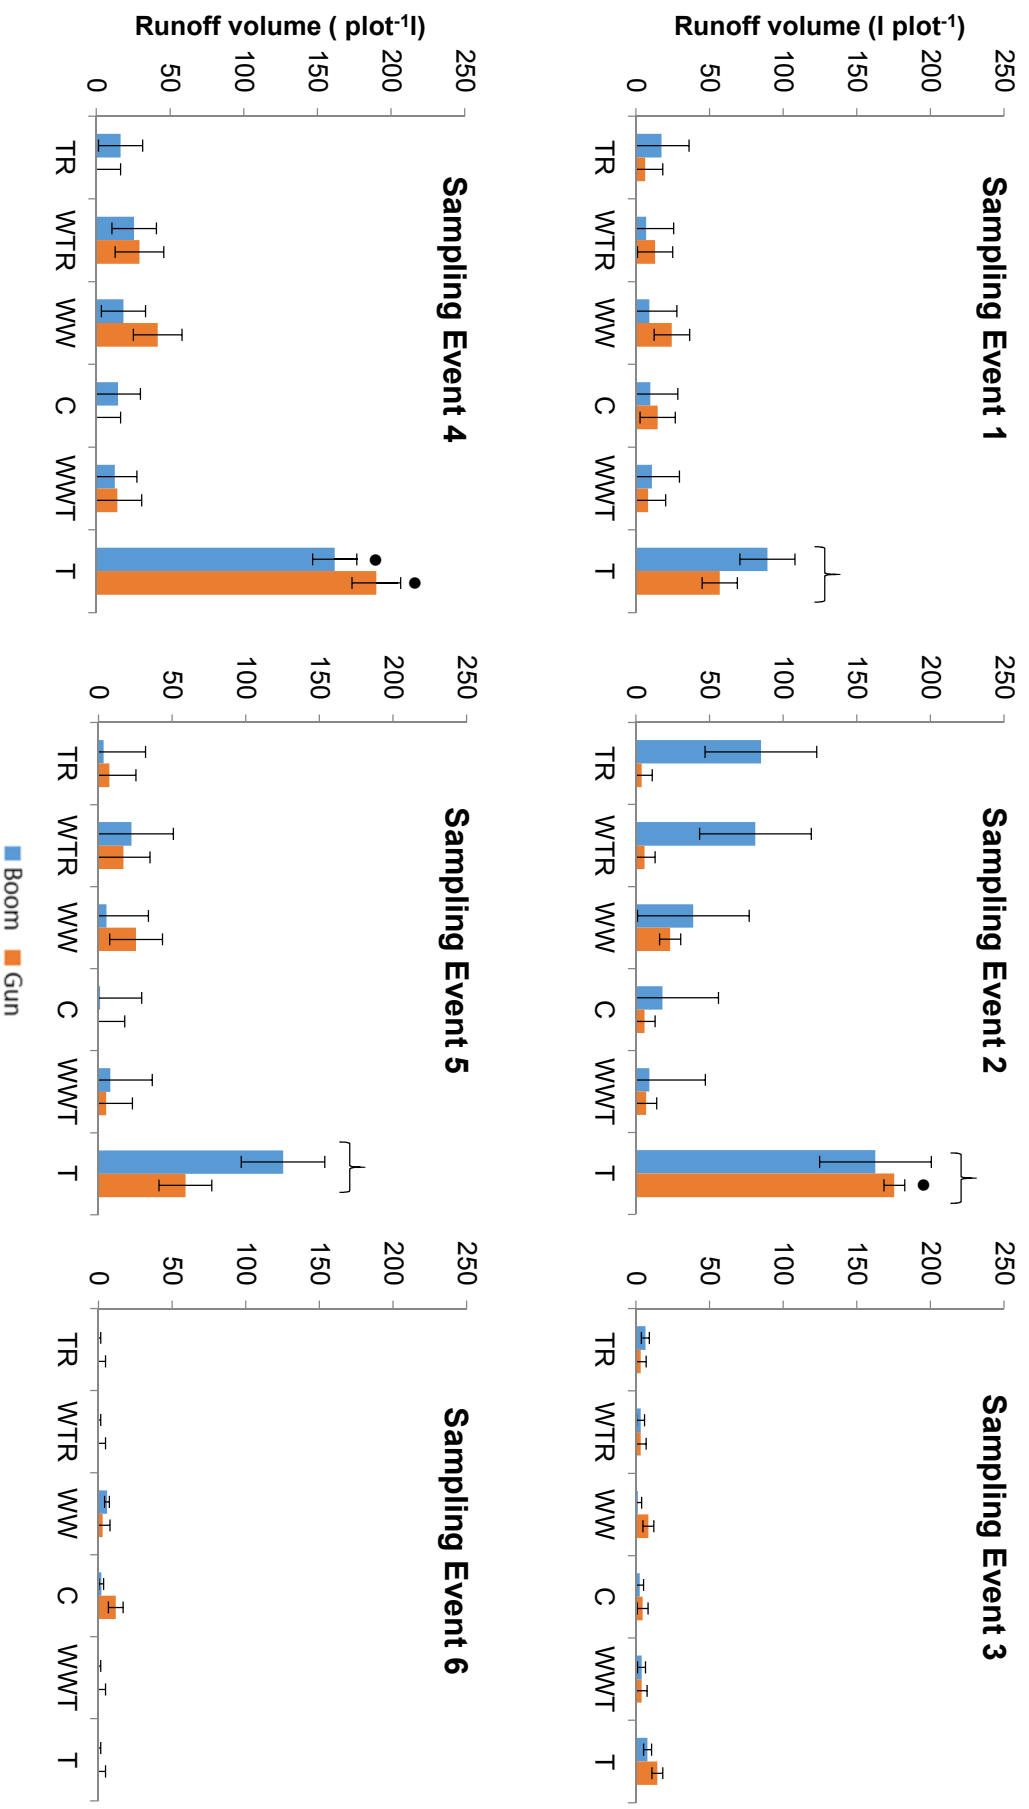 Sampling Event 1
Runoff volume (l plot-1)
250
200
150
100
50
0
TR WTR WW C WWT T
Sampling Event 2
250
200
150
100
50
0
TR WTR WW C WWT T
Sampling Event 3
250
200
150
100
50
0
TR WTR WW C WWT T
Sampling Event 4
Runoff volume ( plot-1l)
250
200
150
100
50
0
TR WTR WW C WWT T
Sampling Event 5
250
200
150
100
50
0
TR WTR WW C WWT T
Sampling Event 6
250
200
150
100
50
0
TR WTR WW C WWT T
Boom Gun